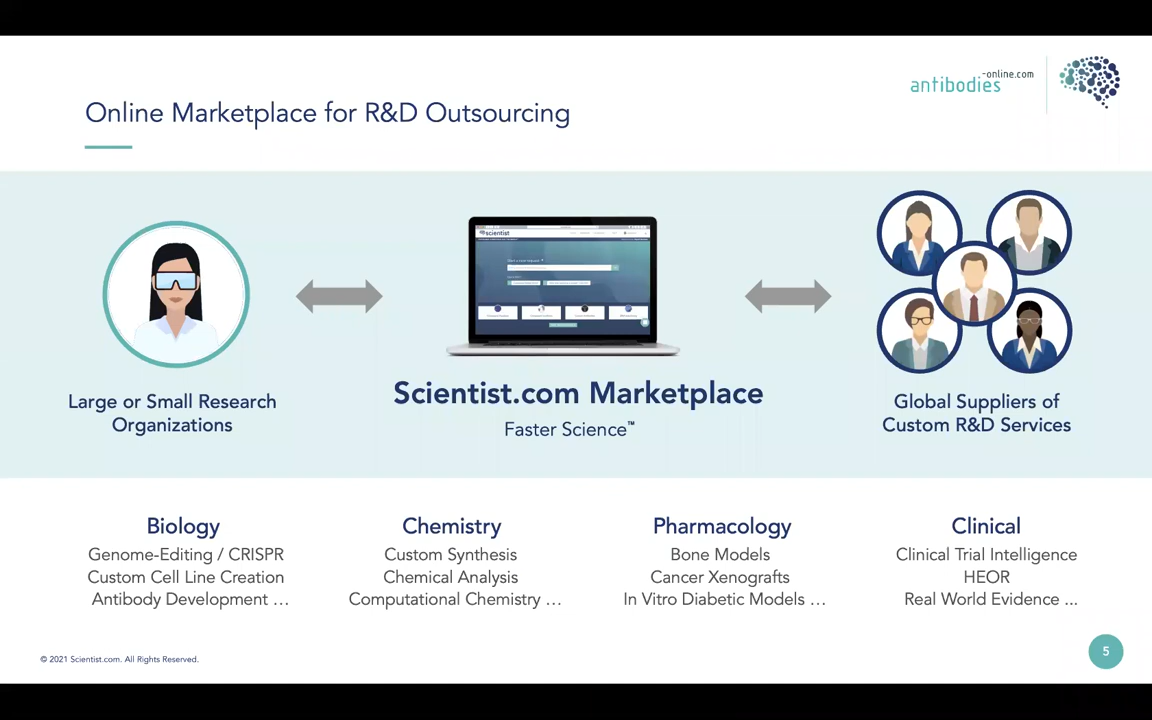 -online.com
antibodies
Online Marketplace for R&D Outsourcing
scientist
Large or Small Research
Organizations
Scientist.com Marketplace
Faster Science™
Global Suppliers of
Custom R&D Services
Biology
Genome-Editing / CRISPR
Custom Cell Line Creation
Antibody Development …
Chemistry
Custom Synthesis
Chemical Analysis
Computational Chemistry …
Pharmacology
Bone Models
Cancer Xenografts
In Vitro Diabetic Models …
Clinical
Clinical Trial Intelligence
HEOR
Real World Evidence ...
© 2021 Scientist.com. All Rights Reserved.
5